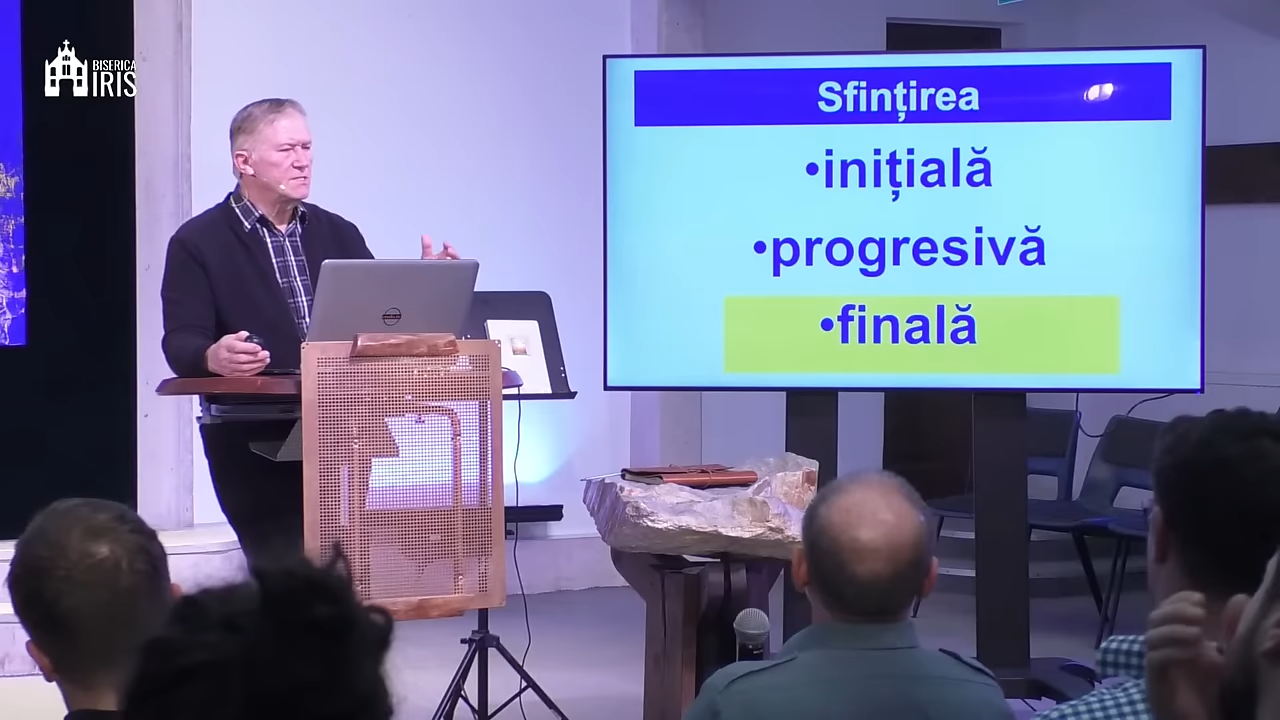 BISERICA
IRIS
Sfințirea
•inițială
•progresivă
•finală